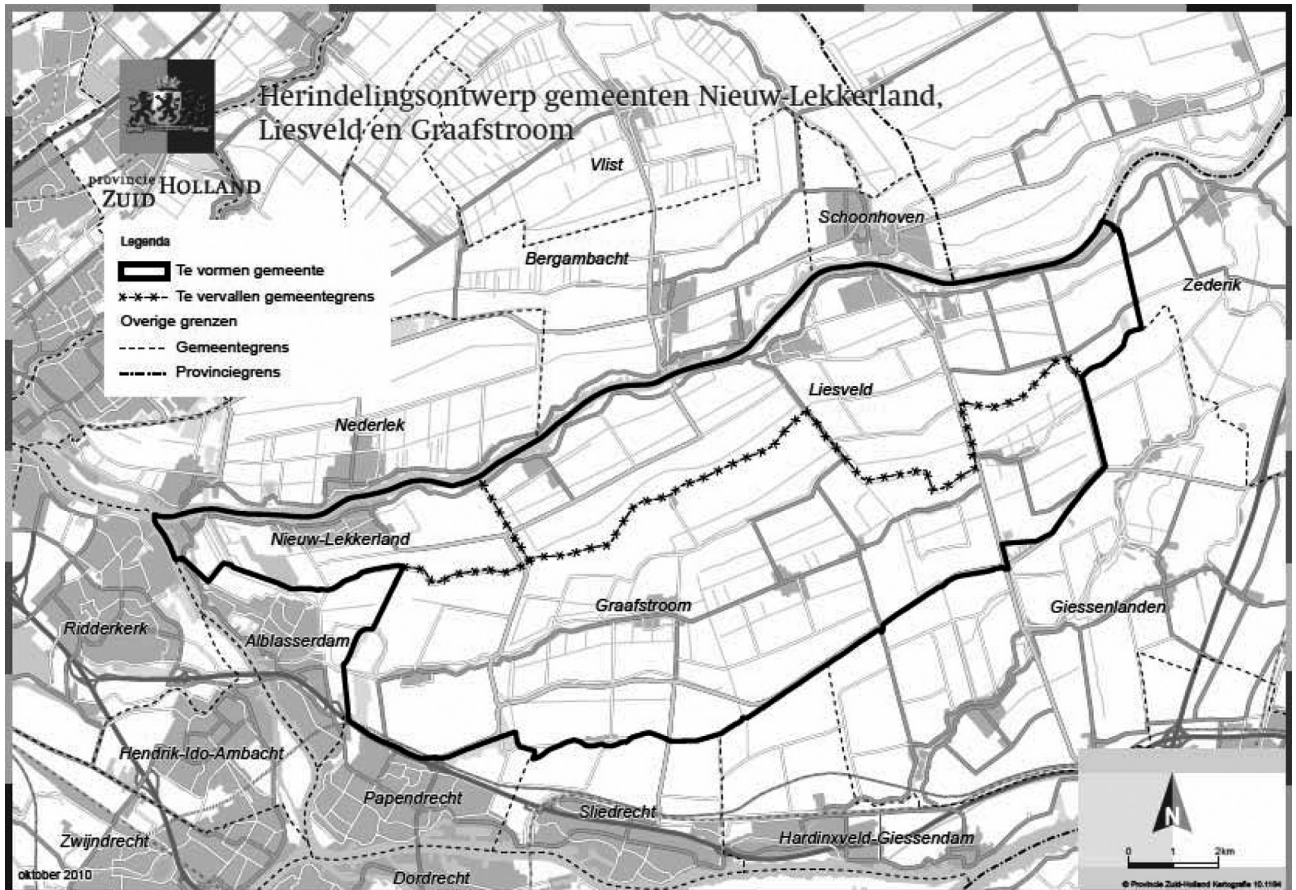 Herindelingsontwerp gemeenten Nieuw-Lekkerland,
Liesveld en Graafstroom
provincie
ZUID HOLLAND
Legenda
Te vormen gemeente
Te vervallen gemeentegrens
Overige grenzen
Gemeentegrens
Provinciegrens
Vlist
Schoonhoven
Bergambacht
Zederik
Liesveld
Nederlek
Nieuw-Lekkerland
Graafstroom
Giessenlanden
Ridderkerk
Alblasserdam
Hendrik-Ido-Ambacht
Papendrecht
Sliedrecht
Hardinxveld-Giessendam
Zwijndrecht
Dordrecht
N
0 1 2km
oktober 2010
© Provincie Zuid-Holland Kartografie 10.1184